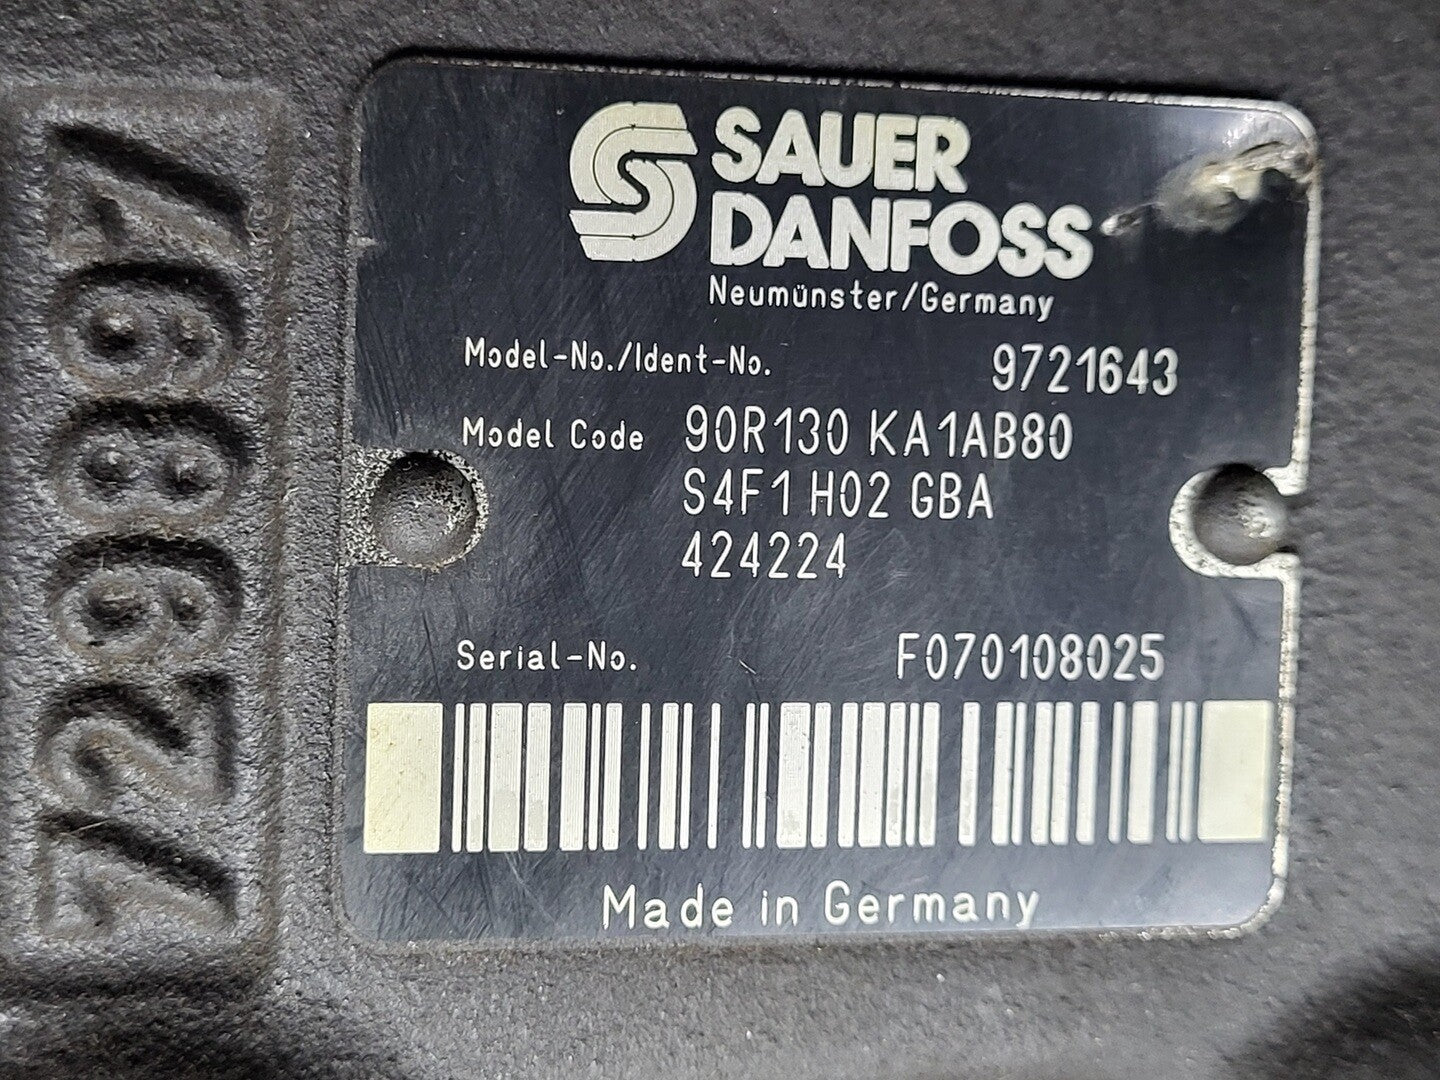 SAUER
DANFOSS
Neumünster/Germany
Model-No./Ident-No. 9721643
Model Code 90R130 KA1AB80
S4F1 H02 GBA
424224
Serial-No. F070108025
Made in Germany
729897